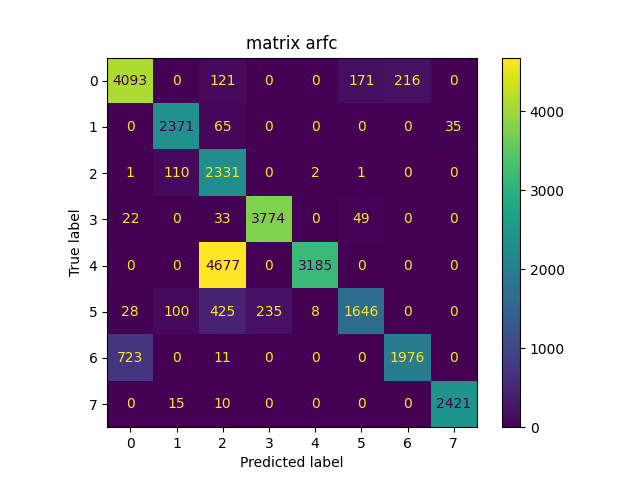 matrix arfc
0 4093 0 121 0 0 171 216 0
1 0 2371 65 0 0 0 0 35
2 1 110 2331 0 2 1 0 0
3 22 0 33 3774 0 49 0 0
4 0 0 4677 0 3185 0 0 0
5 28 100 425 235 8 1646 0 0
6 723 0 11 0 0 0 1976 0
7 0 15 10 0 0 0 0 2421
0 1 2 3 4 5 6 7
Predicted label
True label
4000
3000
2000
1000
0